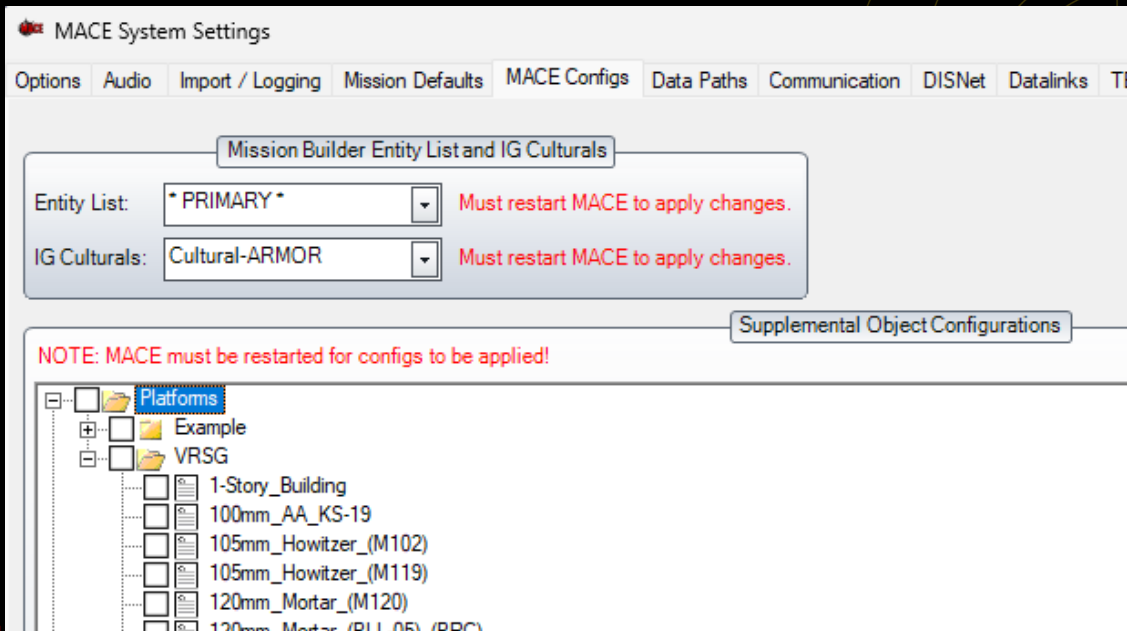 MACE System Settings
Options Audio Import / Logging Mission Defaults MACE Configs Data Paths Communication DISNet Datalinks
Mission Builder Entity List and IG Culturals
Entity List: * PRIMARY * Must restart MACE to apply changes.
IG Culturals: Cultural-ARMOR Must restart MACE to apply changes.
Supplemental Object Configurations
NOTE: MACE must be restarted for configs to be applied!
Platforms
Example
VRSG
1-Story_Building
100mm_AA_KS-19
105mm_Howitzer_(M102)
105mm_Howitzer_(M119)
120mm_Mortar_(M120)